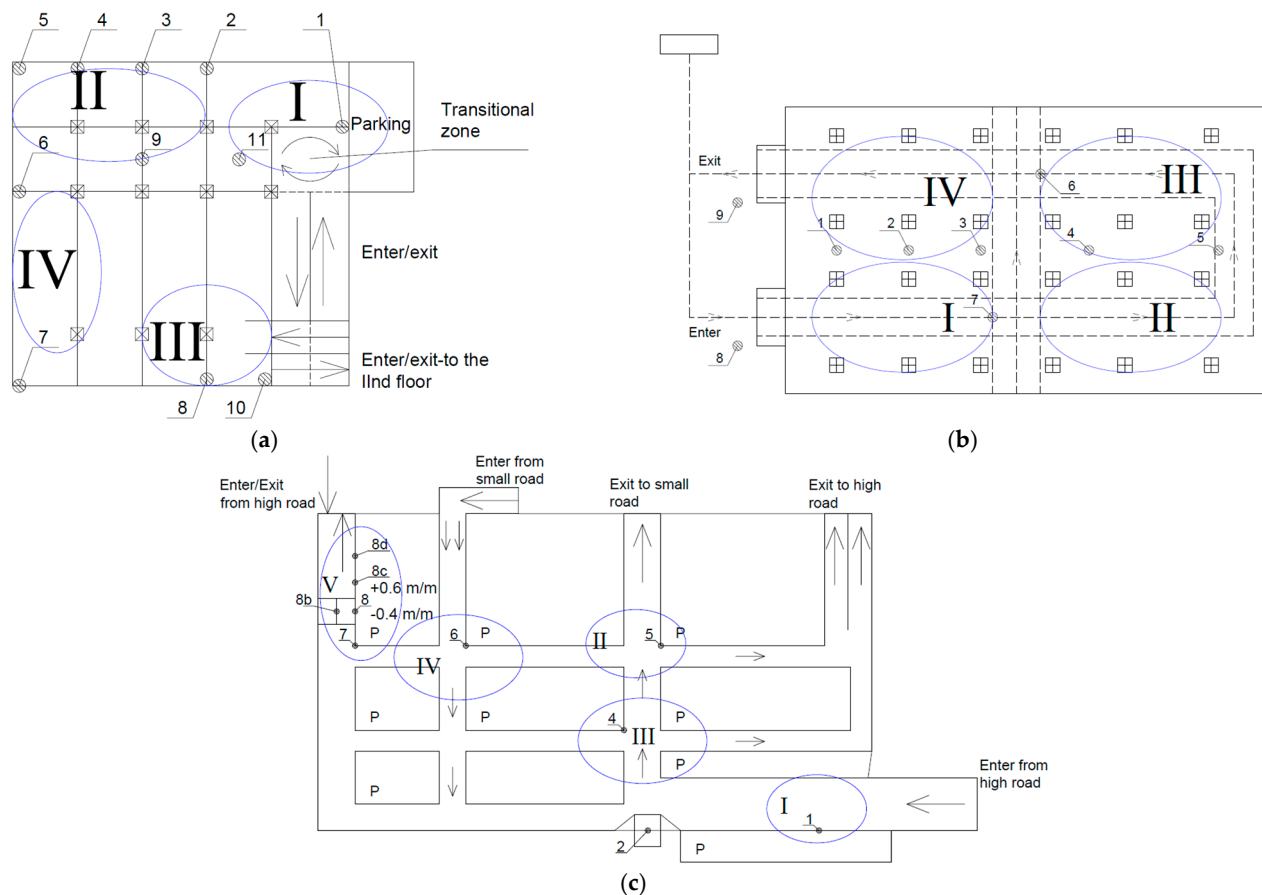 5 4 3 2 1
II I
Parking
Transitional
zone
6 9 11
IV
Enter/exit
III
Enter/exit-to the
IInd floor
7 8 10
(a)
Exit
IV III
6
9 1 2 3 4 5
7
I II
Enter
8
(b)
Enter/Exit
from high road
Enter from
small road
Exit to small
road
Exit to high
road
8d
V 8c
+0.6 m/m
8b 8
-0.4 m/m
7 P 6 P II 5 P
IV
P P 4 III P
P
P
Enter from
high road
I
1
2 P
(c)